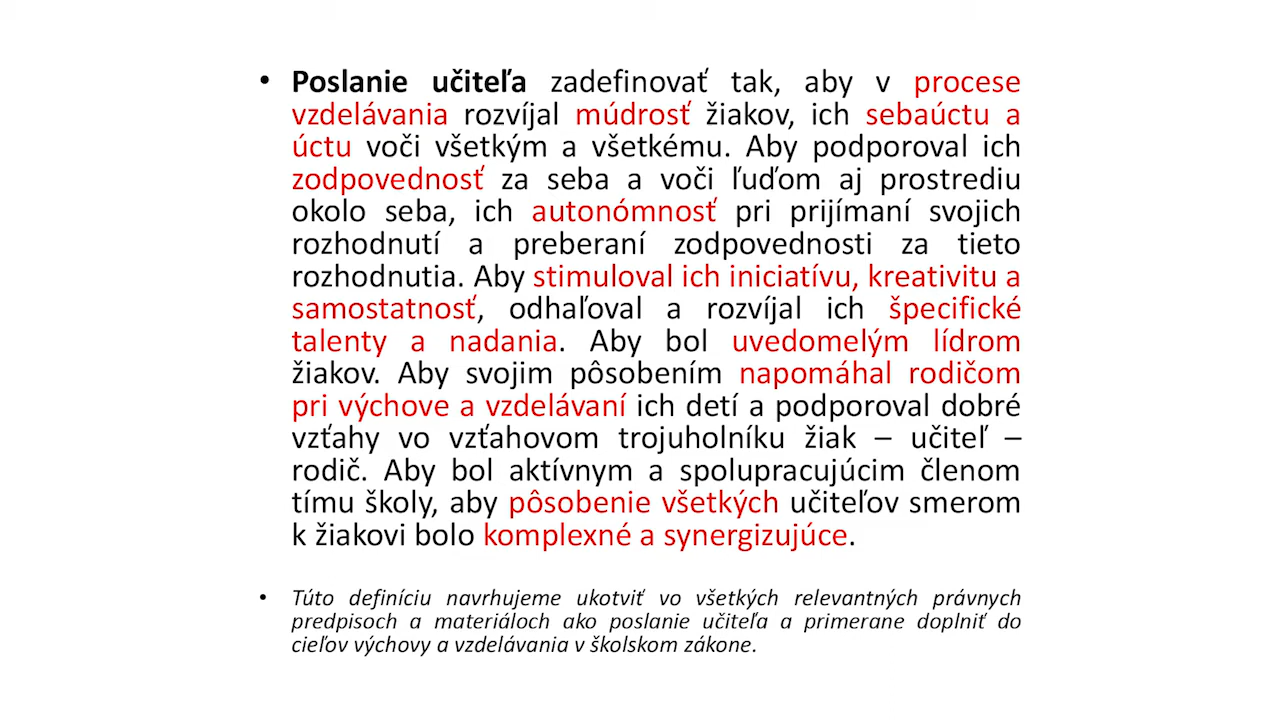 • Poslanie učiteľa zadefinovať tak, aby v procese
vzdelávania rozvíjal múdrosť žiakov, ich sebaúctu a
úctu voči všetkým a všetkému. Aby podporoval ich
zodpovednosť za seba a voči ľuďom aj prostrediu
okolo seba, ich autonómnosť pri prijímaní svojich
rozhodnutí a preberaní zodpovednosti za tieto
rozhodnutia. Aby stimuloval ich iniciatívu, kreativitu a
samostatnosť, odhaľoval a rozvíjal ich špecifické
talenty a nadania. Aby bol uvedomelým lídrom
žiakov. Aby svojim pôsobením napomáhal rodičom
pri výchove a vzdelávaní ich detí a podporoval dobré
vzťahy vo vzťahovom trojuholníku žiak – učiteľ –
rodič. Aby bol aktívnym a spolupracujúcim členom
tímu školy, aby pôsobenie všetkých učiteľov smerom
k žiakovi bolo komplexné a synergizujúce.
• Túto definíciu navrhujeme ukotviť vo všetkých relevantných právnych
predpisoch a materiáloch ako poslanie učiteľa a primerane doplniť do
cieľov výchovy a vzdelávania v školskom zákone.